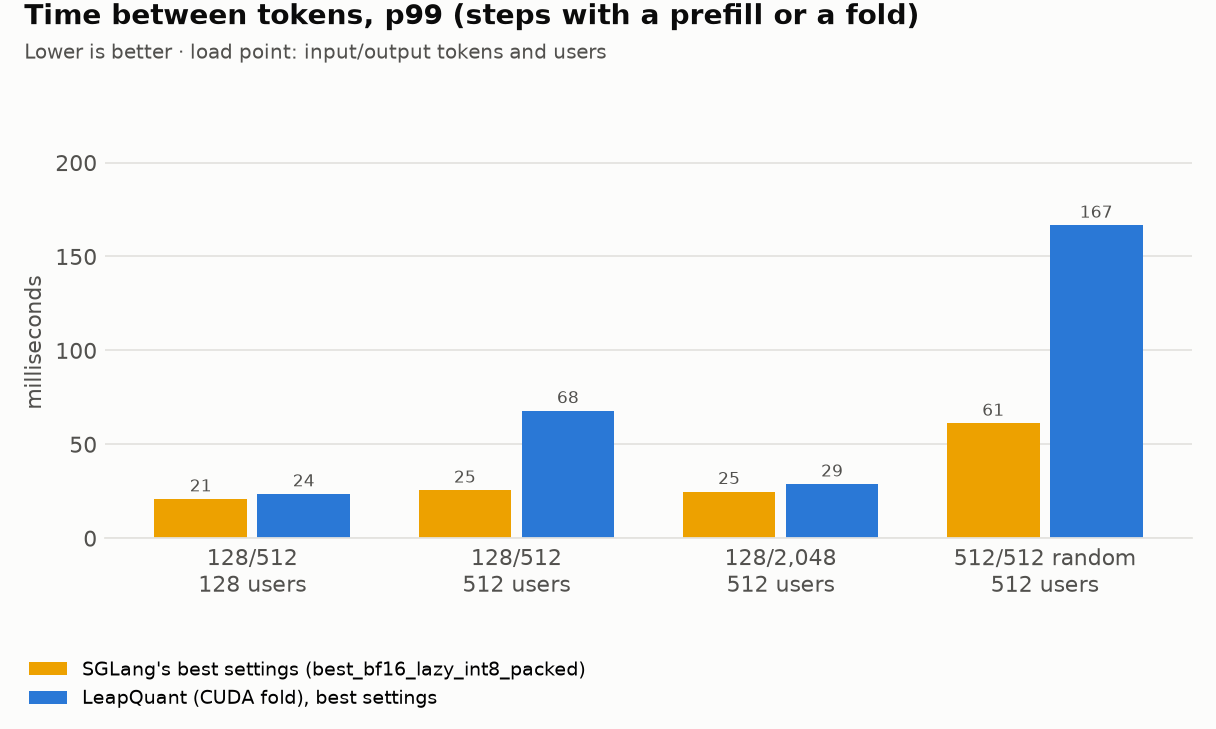 Time between tokens, p99 (steps with a prefill or a fold)
Lower is better · load point: input/output tokens and users
milliseconds
200
150
100
50
0
21
24
25
68
25
29
61
167
128/512
128 users
128/512
512 users
128/2,048
512 users
512/512 random
512 users
SGLang's best settings (best_bf16_lazy_int8_packed)
LeapQuant (CUDA fold), best settings